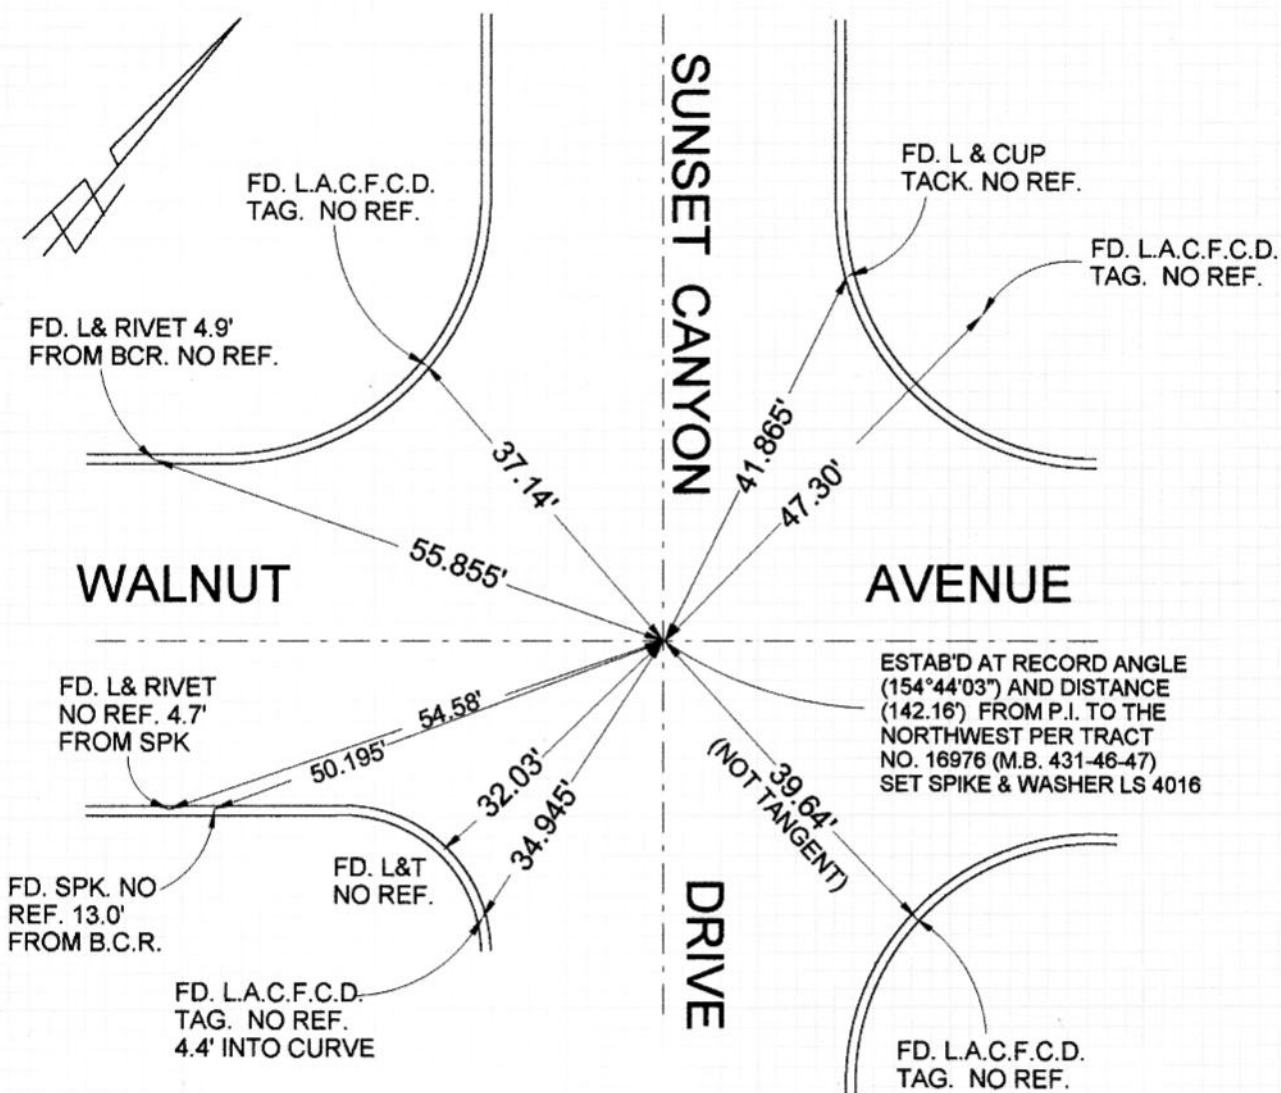 SUNSET CANYON
FD. L & CUP
TACK. NO REF.
FD. L.A.C.F.C.D.
TAG. NO REF.
FD. L.A.C.F.C.D.
TAG. NO REF.
FD. L& RIVET 4.9'
FROM BCR. NO REF.
37.14'
41.865'
47.30'
55.855'
WALNUT
AVENUE
FD. L& RIVET
NO REF. 4.7'
FROM SPK
54.58'
50.195'
32.03'
34.945'
39.64'
(NOT TANGENT)
ESTAB'D AT RECORD ANGLE
(154°44'03") AND DISTANCE
(142.16') FROM P.I. TO THE
NORTHWEST PER TRACT
NO. 16976 (M.B. 431-46-47)
SET SPIKE & WASHER LS 4016
FD. L&T
NO REF.
FD. SPK. NO
REF. 13.0'
FROM B.C.R.
DRIVE
FD. L.A.C.F.C.D.
TAG. NO REF.
4.4' INTO CURVE
FD. L.A.C.F.C.D.
TAG. NO REF.